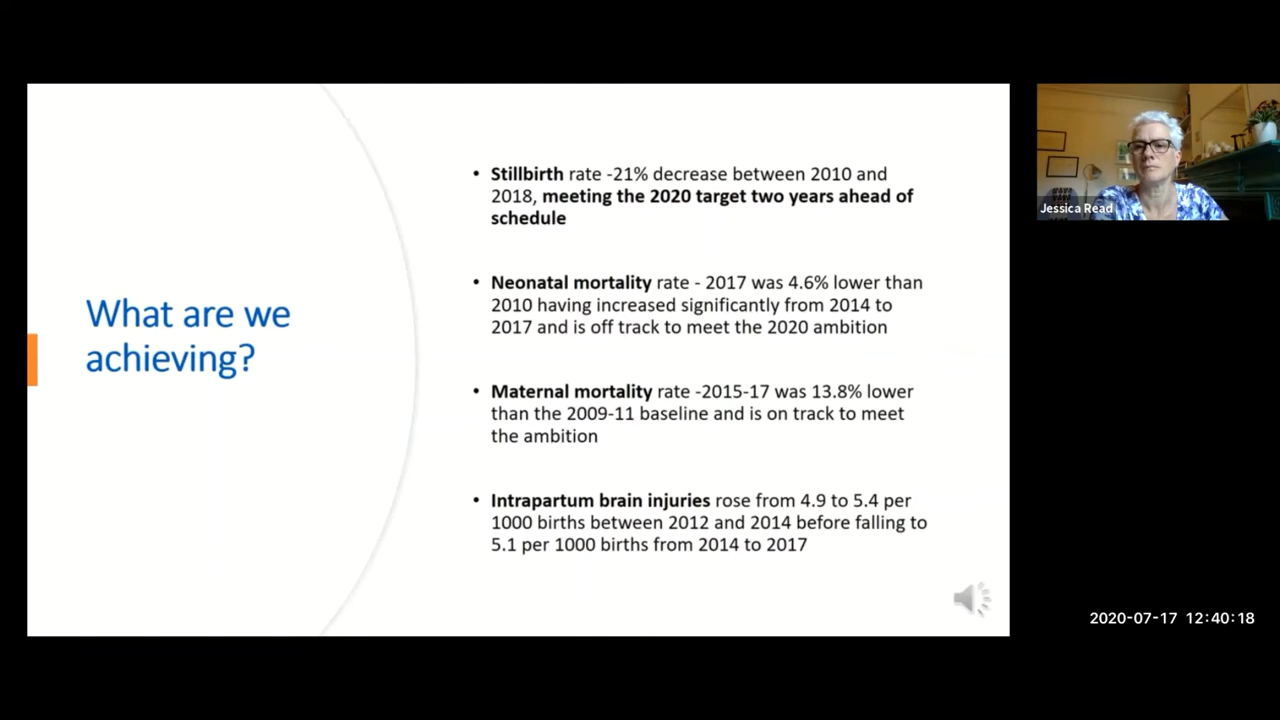 What are we
achieving?
• Stillbirth rate -21% decrease between 2010 and
2018, meeting the 2020 target two years ahead of
schedule
• Neonatal mortality rate - 2017 was 4.6% lower than
2010 having increased significantly from 2014 to
2017 and is off track to meet the 2020 ambition
• Maternal mortality rate -2015-17 was 13.8% lower
than the 2009-11 baseline and is on track to meet
the ambition
• Intrapartum brain injuries rose from 4.9 to 5.4 per
1000 births between 2012 and 2014 before falling to
5.1 per 1000 births from 2014 to 2017
Jessica Read
2020-07-17 12:40:18